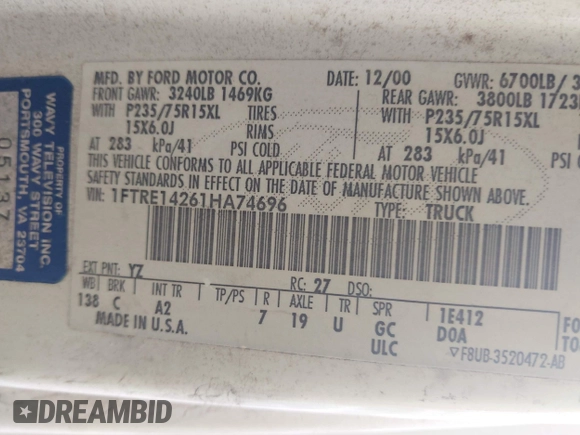 MFD. BY FORD MOTOR CO.
DATE: 12/00
GVWR: 6700LB/ 3
FRONT GAWR: 3240LB 1469KG
REAR GAWR: 3800LB 1723
WITH P235/75R15XL TIRES
WITH P235/75R15XL
15X6.0J RIMS
15X6.0J
AT 283 kPa/41 PSI COLD
AT 283 kPa/41 PSI C
THIS VEHICLE CONFORMS TO ALL APPLICABLE FEDERAL MOTOR VEHICLE
SAFETY STANDARDS IN EFFECT ON THE DATE OF MANUFACTURE SHOWN ABOVE.
VIN: 1FTRE14261HA74696
TYPE: TRUCK
EXT PNT: YZ
RC: 27 DSO:
WB BRK INT TR TP/PS R AXLE TR SPR
138 C A2 7 19 U GC 1E412
ULC DOA
MADE IN U.S.A.
▽F8UB-3520472-AB
FO
TO
PROPERTY OF
WAVY TELEVISION INC.
300 WAVY STREET
PORTSMOUTH, VA 23704
05137
DREAMBID